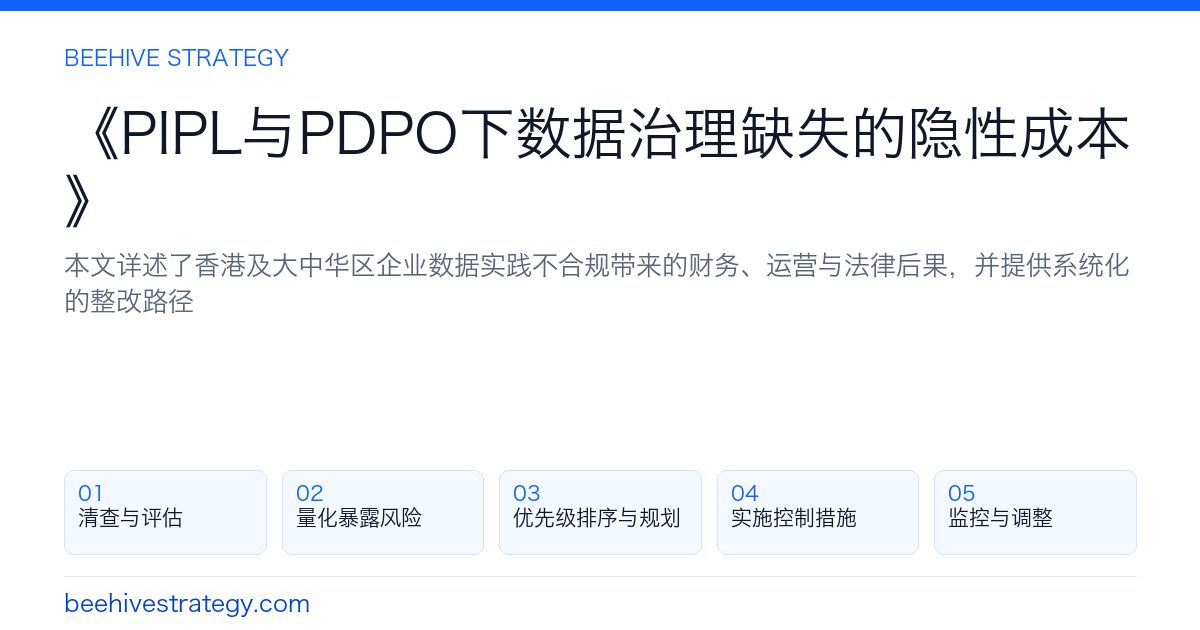 BEEHIVE STRATEGY
《PIPL与PDPO下数据治理缺失的隐性成本
》
本文详述了香港及大中华区企业数据实践不合规带来的财务、运营与法律后果，并提供系统化
的整改路径
01
清查与评估
02
量化暴露风险
03
优先级排序与规划
04
实施控制措施
05
监控与调整
beehivestrategy.com